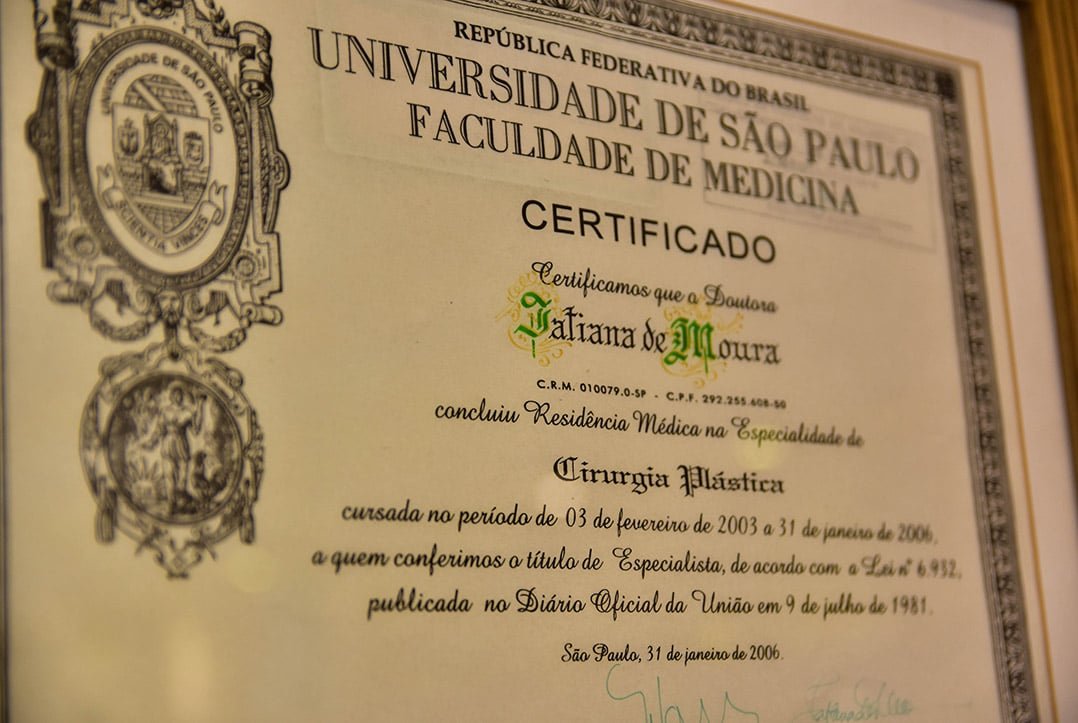 REPÚBLICA FEDERATIVA DO BRASIL
UNIVERSIDADE DE SÃO PAULO
FACULDADE DE MEDICINA
UNIVERSIDADE DE SÃO PAULO
SCIENTIA VINCES
CERTIFICADO
Certificamos que a Doutora
Tatiana de Moura
C.R.M. 010079.0-SP - C.P.F. 292.255.608-50
concluiu Residência Médica na Especialidade de
Cirurgia Plástica
cursada no período de 03 de fevereiro de 2003 a 31 de janeiro de 2006,
a quem conferimos o título de Especialista, de acordo com a Lei nº 6.932,
publicada no Diário Oficial da União em 9 de julho de 1981.
São Paulo, 31 de janeiro de 2006.